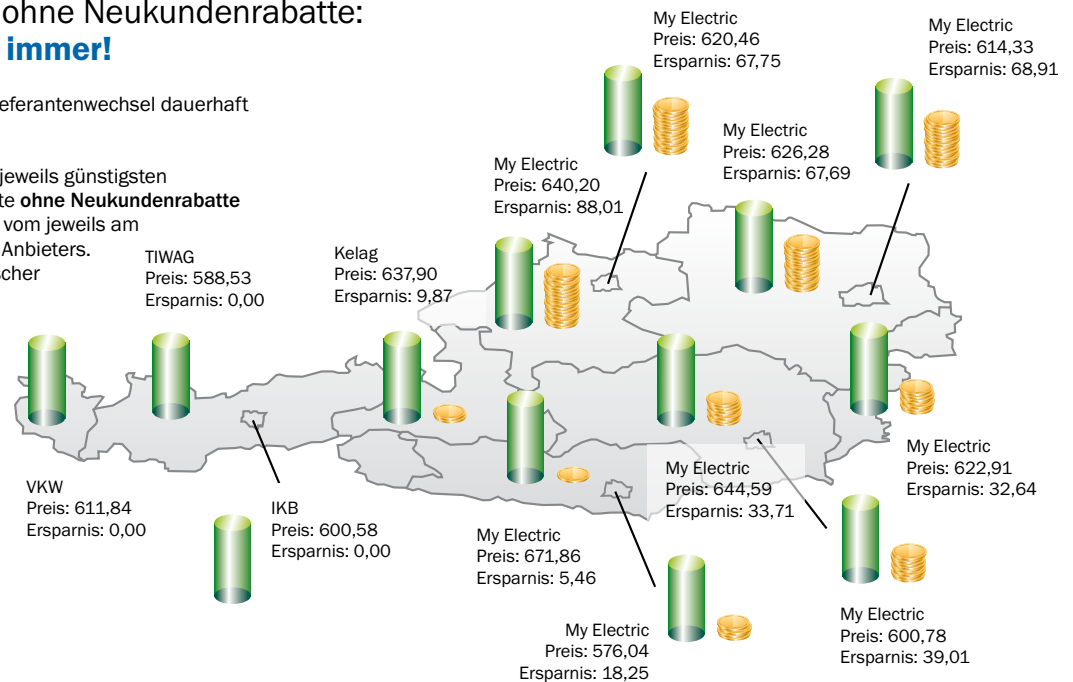 ohne Neukundenrabatte:
immer!
eferantenwechsel dauerhaft
jeweils günstigsten
te ohne Neukundenrabatte
vom jeweils am
Anbieters.
scher
My Electric
Preis: 620,46
Ersparnis: 67,75
My Electric
Preis: 614,33
Ersparnis: 68,91
My Electric
Preis: 626,28
Ersparnis: 67,69
My Electric
Preis: 640,20
Ersparnis: 88,01
TIWAG
Preis: 588,53
Ersparnis: 0,00
Kelag
Preis: 637,90
Ersparnis: 9,87
VKW
Preis: 611,84
Ersparnis: 0,00
IKB
Preis: 600,58
Ersparnis: 0,00
My Electric
Preis: 671,86
Ersparnis: 5,46
My Electric
Preis: 644,59
Ersparnis: 33,71
My Electric
Preis: 622,91
Ersparnis: 32,64
My Electric
Preis: 576,04
Ersparnis: 18,25
My Electric
Preis: 600,78
Ersparnis: 39,01